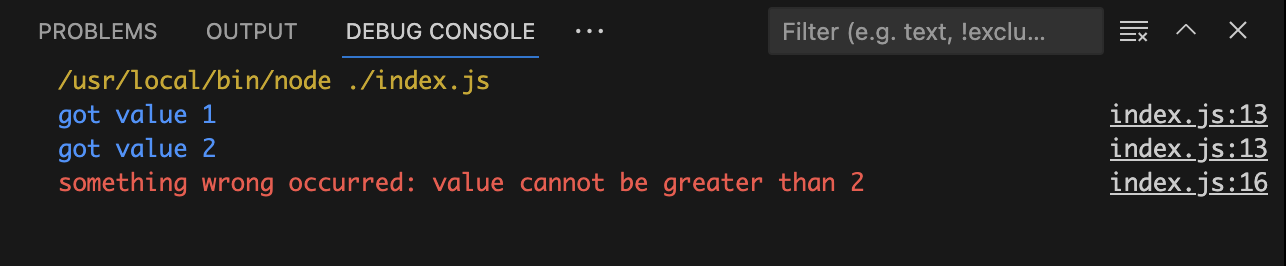 PROBLEMS OUTPUT DEBUG CONSOLE ... Filter (e.g. text, !exclu...
/usr/local/bin/node ./index.js
got value 1 index.js:13
got value 2 index.js:13
something wrong occurred: value cannot be greater than 2 index.js:16